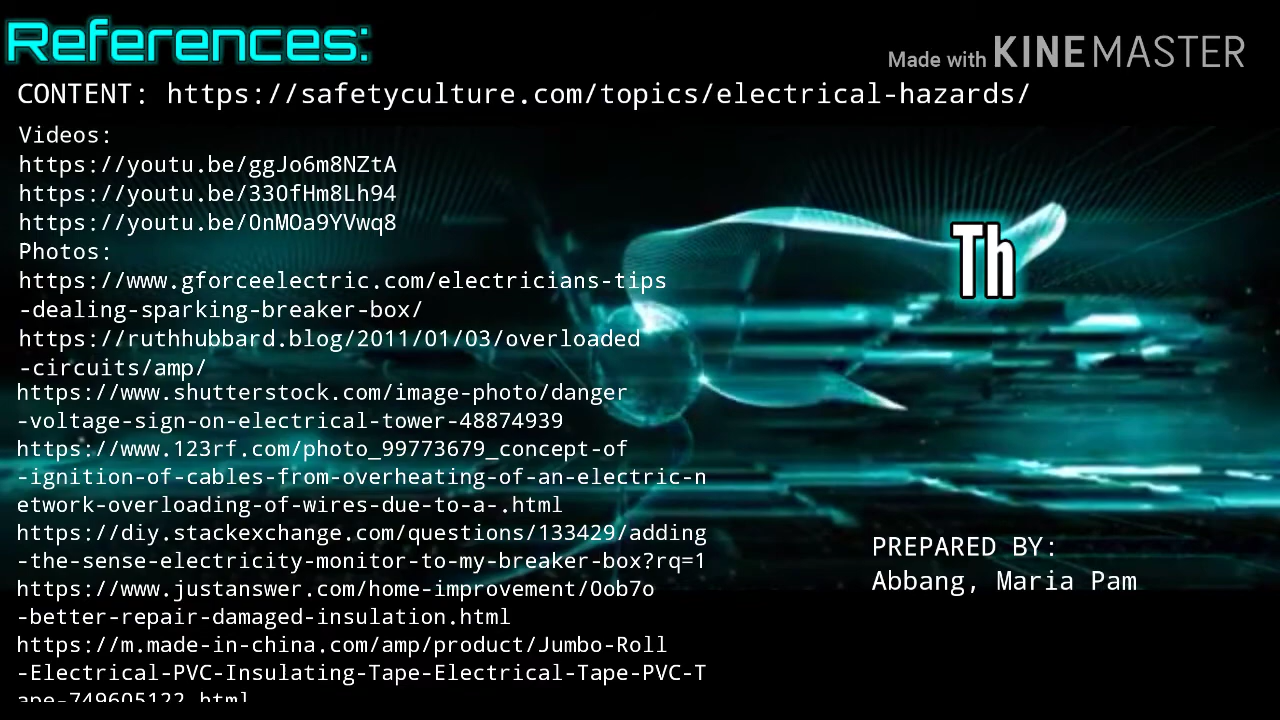 References:
Made with KINEMASTER
CONTENT: https://safetyculture.com/topics/electrical-hazards/
Videos:
https://youtu.be/ggJo6m8NZtA
https://youtu.be/33OfHm8Lh94
https://youtu.be/0nMOa9YVwq8
Photos:
https://www.gforceelectric.com/electricians-tips
-dealing-sparking-breaker-box/
https://ruthhubbard.blog/2011/01/03/overloaded
-circuits/amp/
https://www.shutterstock.com/image-photo/danger
-voltage-sign-on-electrical-tower-48874939
https://www.123rf.com/photo_99773679_concept-of
-ignition-of-cables-from-overheating-of-an-electric-n
etwork-overloading-of-wires-due-to-a-.html
https://diy.stackexchange.com/questions/133429/adding
-the-sense-electricity-monitor-to-my-breaker-box?rq=1
https://www.justanswer.com/home-improvement/0ob7o
-better-repair-damaged-insulation.html
https://m.made-in-china.com/amp/product/Jumbo-Roll
-Electrical-PVC-Insulating-Tape-Electrical-Tape-PVC-T
ape-749605122.html
Th
PREPARED BY:
Abbang, Maria Pam